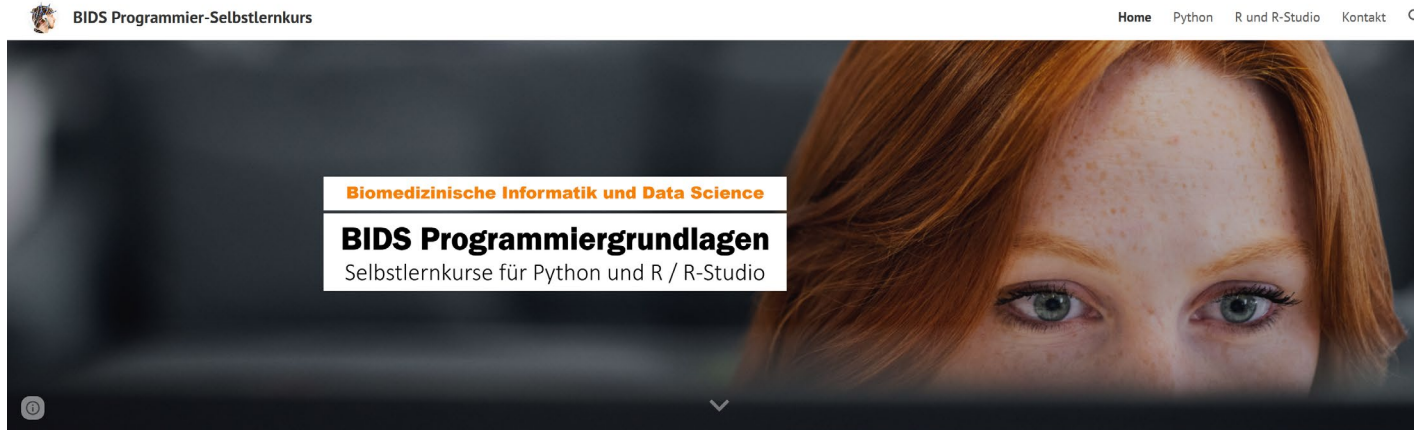 BIDS Programmier-Selbstlernkurs
Home Python R und R-Studio Kontakt
Biomedizinische Informatik und Data Science
BIDS Programmiergrundlagen
Selbstlernkurse für Python und R / R-Studio